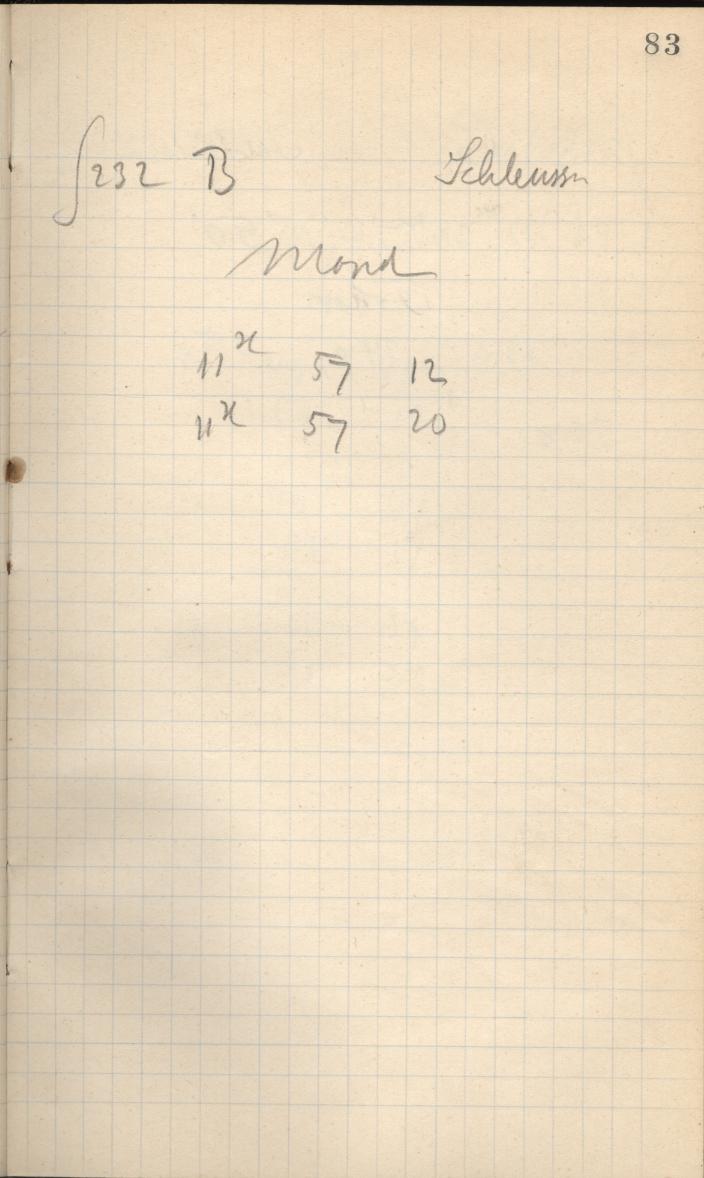 83
∫232 B Schleussn
Mond
11ʰ 57 12
11ʰ 57 20